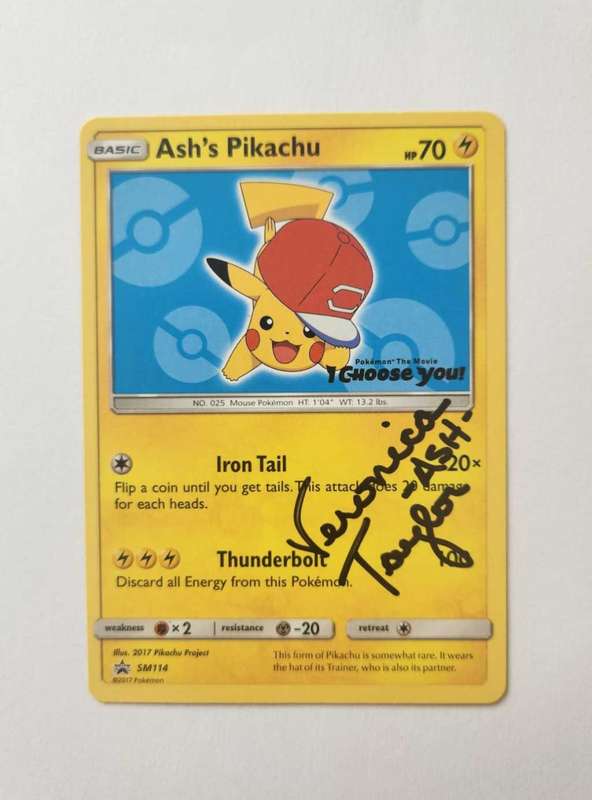 BASIC Ash's Pikachu HP 70
Pokémon® The Movie
I Choose You!
NO. 025 Mouse Pokémon HT: 1'04" WT: 13.2 lbs.
Iron Tail 20×
Flip a coin until you get tails. This attack does 20 damage
for each heads.
Veronica
-ASH-
Taylor
Thunderbolt
Discard all Energy from this Pokémon.
weakness ×2 resistance -20 retreat
Illus. 2017 Pikachu Project
SM114
©2017 Pokémon
This form of Pikachu is somewhat rare. It wears
the hat of its Trainer, who is also its partner.